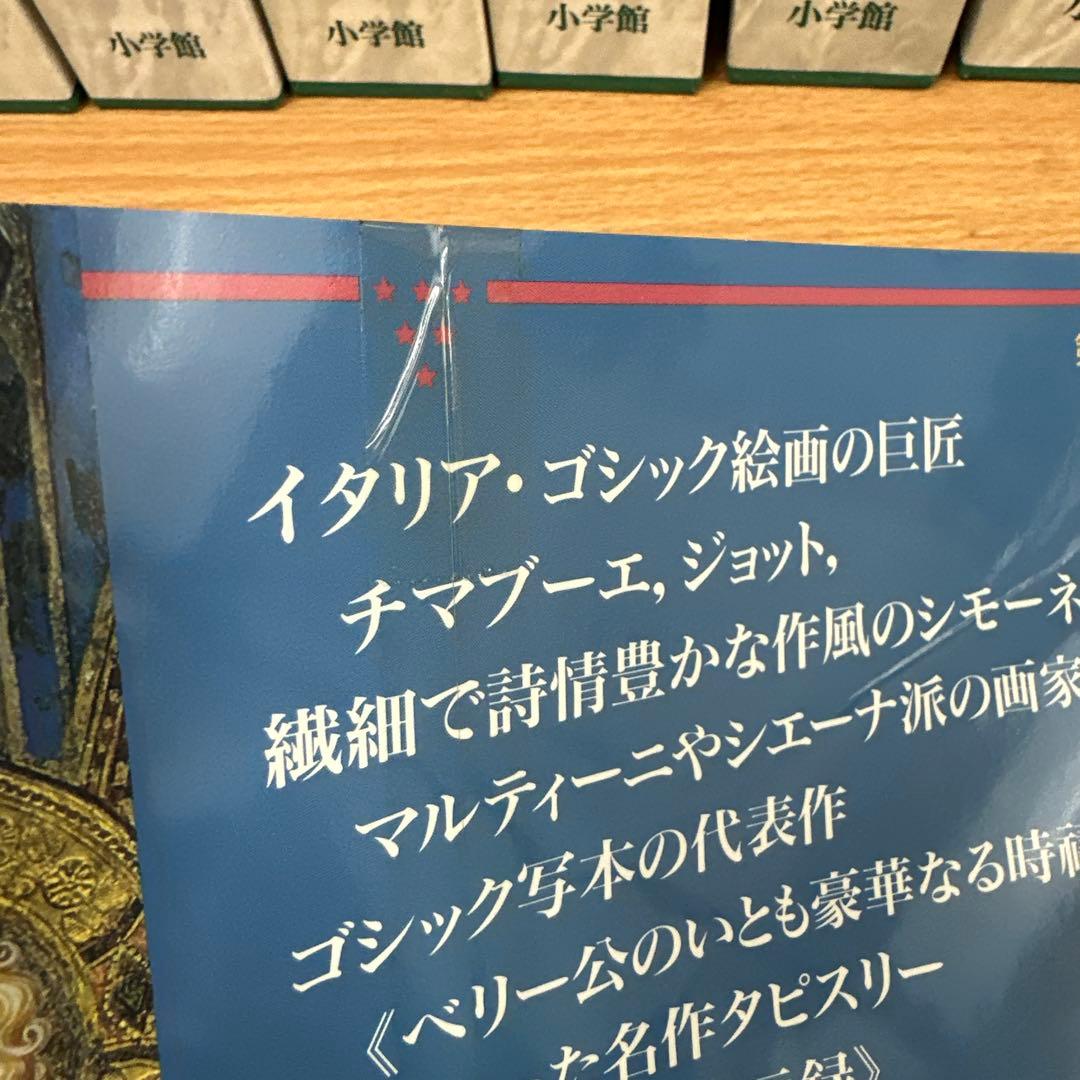 小学館
小学館
小学館
小学館
イタリア・ゴシック絵画の巨匠
チマブーエ, ジョット,
繊細で詩情豊かな作風のシモーネ
マルティーニやシエーナ派の画家
ゴシック写本の代表作
《ベリー公のいとも豪華なる時禱
た名作タピスリー
示録》